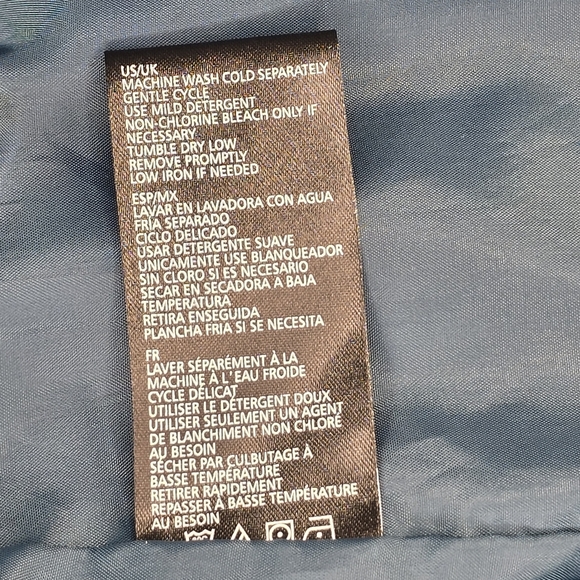 US/UK
MACHINE WASH COLD SEPARATELY
GENTLE CYCLE
USE MILD DETERGENT
NON-CHLORINE BLEACH ONLY IF
NECESSARY
TUMBLE DRY LOW
REMOVE PROMPTLY
LOW IRON IF NEEDED
ESP/MX
LAVAR EN LAVADORA CON AGUA
FRÍA SEPARADO
CICLO DELICADO
USAR DETERGENTE SUAVE
ÚNICAMENTE USE BLANQUEADOR
SIN CLORO SI ES NECESARIO
SECAR EN SECADORA A BAJA
TEMPERATURA
RETIRA ENSEGUIDA
PLANCHA FRIA SI SE NECESITA
FR
LAVER SÉPARÉMENT À LA
MACHINE À L'EAU FROIDE
CYCLE DÉLICAT
UTILISER LE DÉTERGENT DOUX
UTILISER SEULEMENT UN AGENT
DE BLANCHIMENT NON CHLORÉ
AU BESOIN
SÉCHER PAR CULBUTAGE À
BASSE TEMPÉRATURE
RETIRER RAPIDEMENT
REPASSER À BASSE TEMPÉRATURE
AU BESOIN